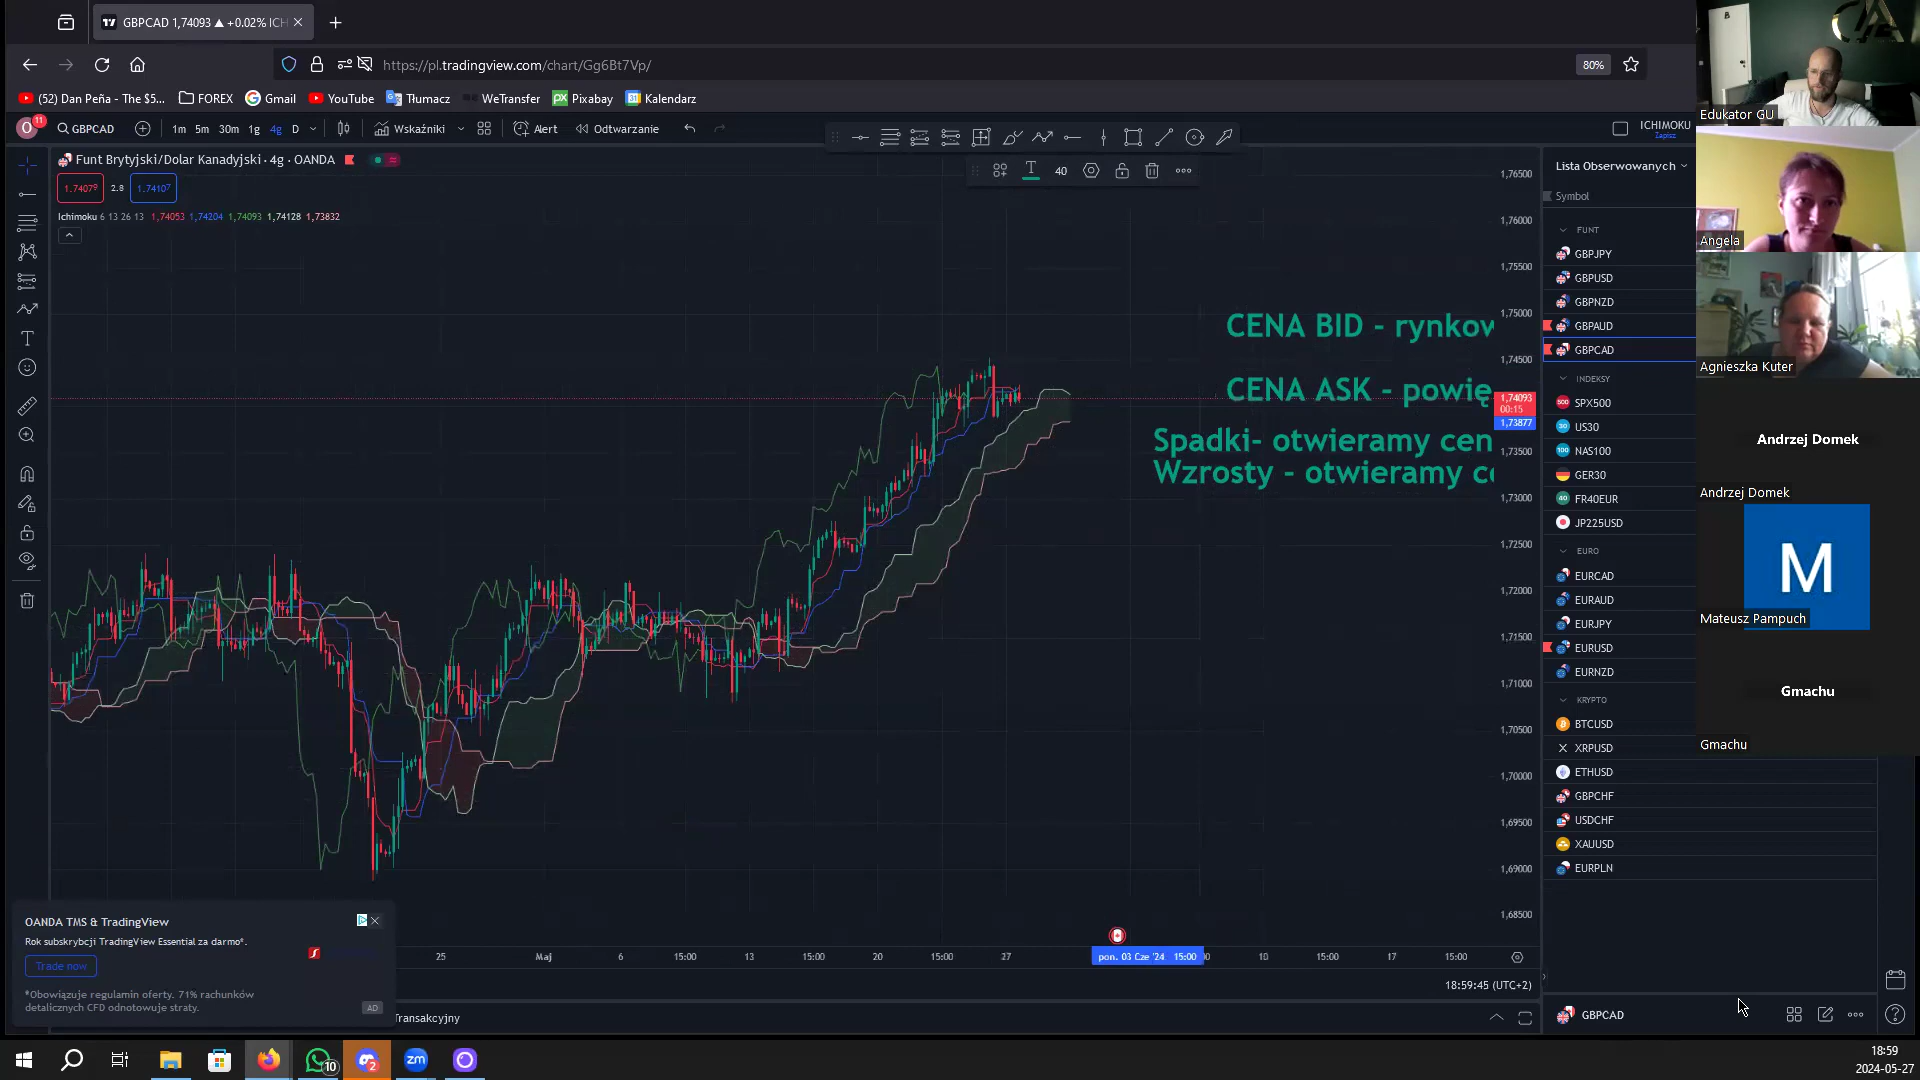 GBPCAD 1,74093 ▲ +0.02% ICH
https://pl.tradingview.com/chart/Gg6Bt7Vp/
80%
(52) Dan Peña - The $5...
FOREX
Gmail
YouTube
Tłumacz
WeTransfer
Pixabay
Kalendarz
O
11
GBPCAD
1m 5m 30m 1g 4g D
Wskaźniki
Alert
Odtwarzanie
ICHIMOKU
Zapisz
Funt Brytyjski/Dolar Kanadyjski · 4g · OANDA
1.74079
2.8
1.74107
Ichimoku 6 13 26 13 1,74053 1,74204 1,74093 1,74128 1,73832
40
CENA BID - rynkow
CENA ASK - powię
Spadki- otwieramy cen
Wzrosty - otwieramy ce
1,76500
1,76000
1,75500
1,75000
1,74500
1,74093
00:15
1,73877
1,73500
1,73000
1,72500
1,72000
1,71500
1,71000
1,70500
1,70000
1,69500
1,69000
1,68500
25
Maj
6
15:00
13
15:00
20
15:00
27
pon. 03 Cze '24 15:00
10
15:00
17
15:00
18:59:45 (UTC+2)
Transakcyjny
OANDA TMS & TradingView
Rok subskrybcji TradingView Essential za darmo*.
Trade now
*Obowiązuje regulamin oferty. 71% rachunków
detalicznych CFD odnotowuje straty.
AD
Lista Obserwowanych
Symbol
FUNT
GBPJPY
GBPUSD
GBPNZD
GBPAUD
GBPCAD
INDEKSY
SPX500
US30
NAS100
GER30
FR40EUR
JP225USD
EURO
EURCAD
EURAUD
EURJPY
EURUSD
EURNZD
KRYPTO
BTCUSD
XRPUSD
ETHUSD
GBPCHF
USDCHF
XAUUSD
EURPLN
GBPCAD
Edukator GU
Angela
Agnieszka Kuter
Andrzej Domek
Andrzej Domek
M
Mateusz Pampuch
Gmachu
Gmachu
10
2
zm
18:59
2024-05-27